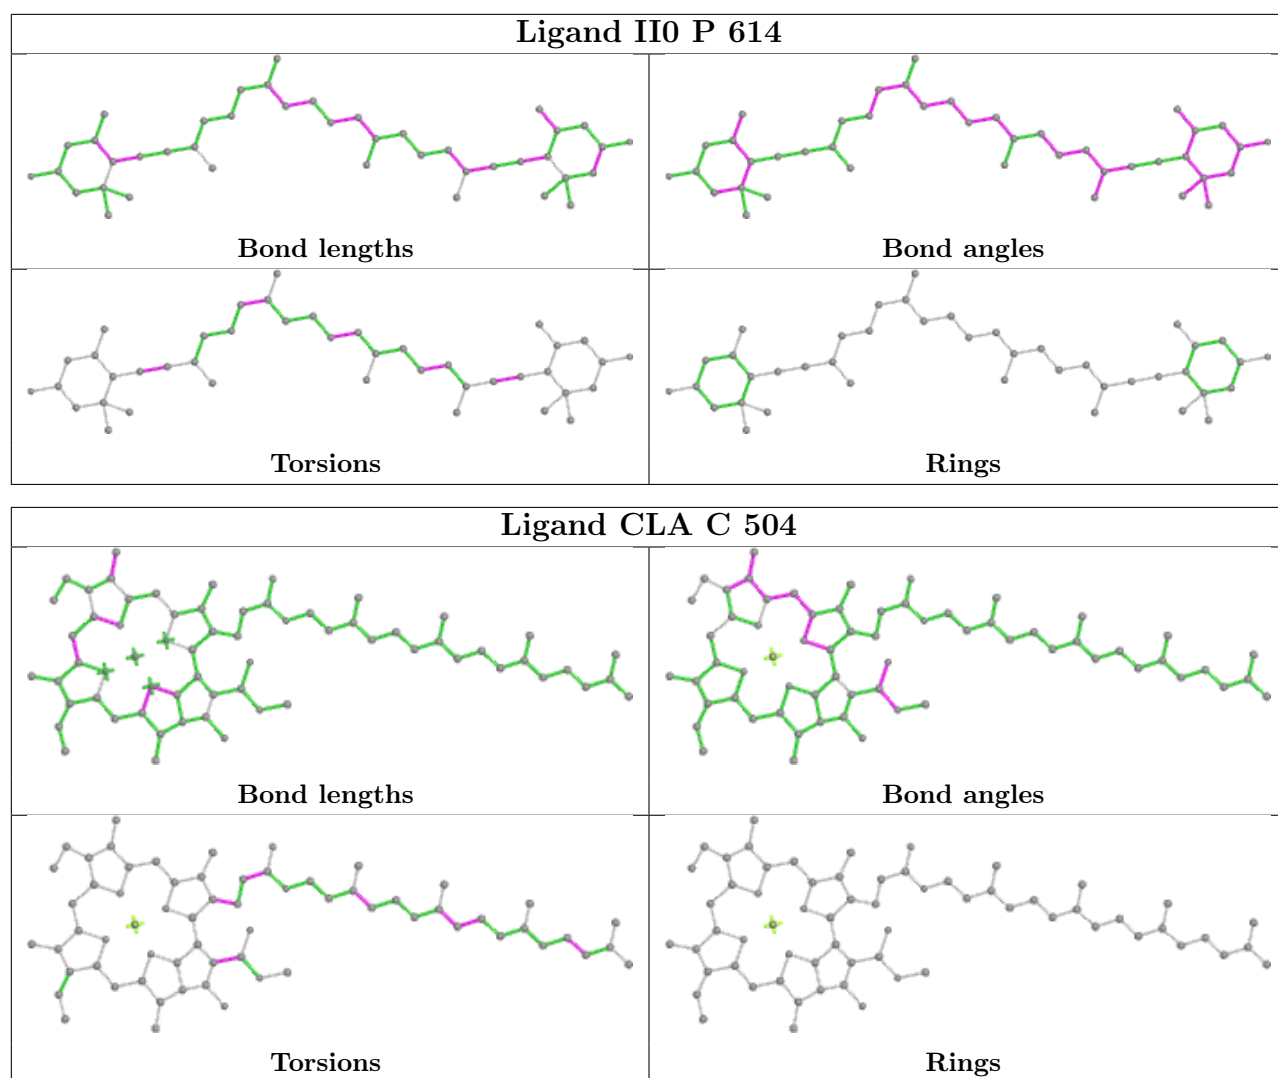 Ligand II0 P 614
Bond lengths
Bond angles
Torsions
Rings
Ligand CLA C 504
Bond lengths
Bond angles
Torsions
Rings